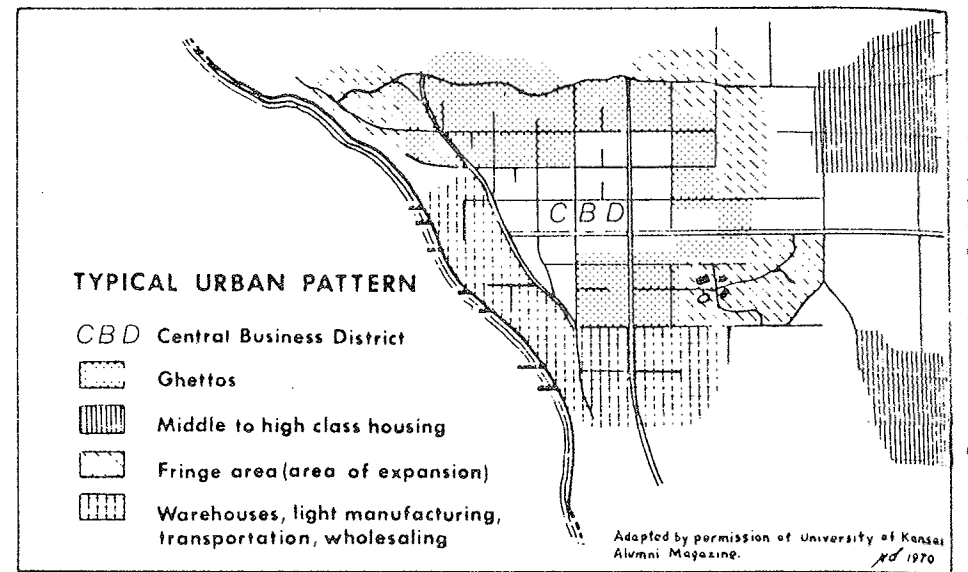 CBD
TYPICAL URBAN PATTERN
CBD Central Business District
Ghettos
Middle to high class housing
Fringe area (area of expansion)
Warehouses, light manufacturing,
transportation, wholesaling
Adapted by permission of University of Kansas
Alumni Magazine.
1970